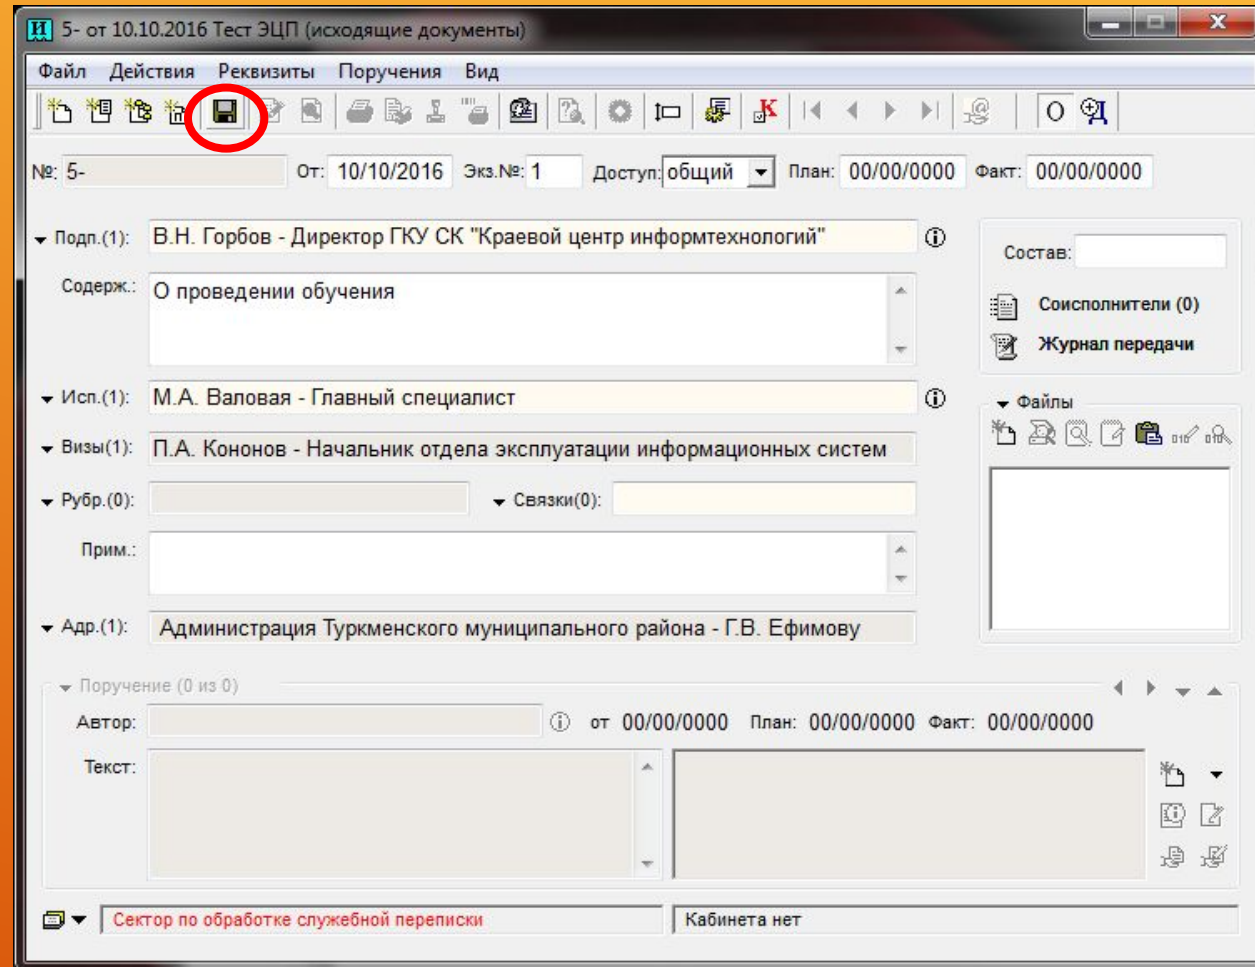 И 5- от 10.10.2016 Тест ЭЦП (исходящие документы)
Файл Действия Реквизиты Поручения Вид
К О Д
№: 5- От: 10/10/2016 Экз.№: 1 Доступ: общий План: 00/00/0000 Факт: 00/00/0000
Подп.(1): В.Н. Горбов - Директор ГКУ СК "Краевой центр информтехнологий"
Состав:
Содерж.: О проведении обучения
Соисполнители (0)
Журнал передачи
Исп.(1): М.А. Валовая - Главный специалист
Файлы
Визы(1): П.А. Кононов - Начальник отдела эксплуатации информационных систем
Рубр.(0): Связки(0):
Прим.:
Адр.(1): Администрация Туркменского муниципального района - Г.В. Ефимову
Поручение (0 из 0)
Автор: от 00/00/0000 План: 00/00/0000 Факт: 00/00/0000
Текст:
Сектор по обработке служебной переписки Кабинета нет